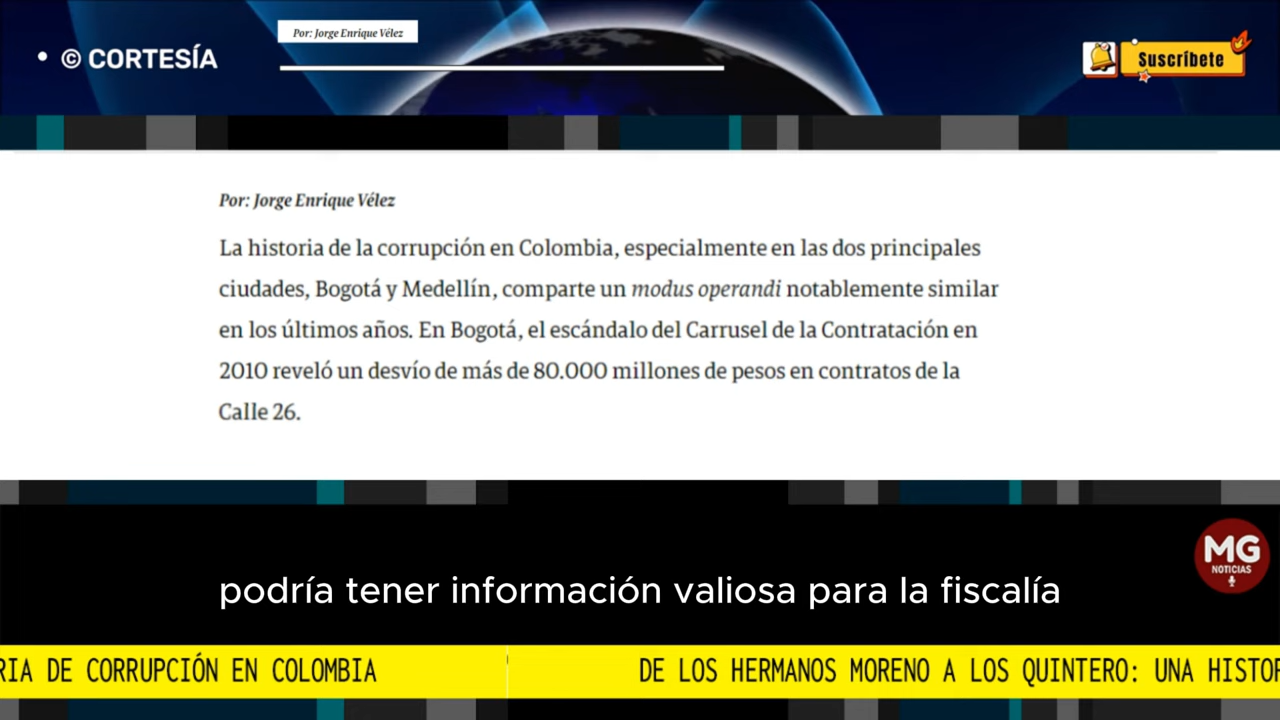 Por: Jorge Enrique Vélez
• © CORTESÍA
Suscríbete
Por: Jorge Enrique Vélez
La historia de la corrupción en Colombia, especialmente en las dos principales
ciudades, Bogotá y Medellín, comparte un modus operandi notablemente similar
en los últimos años. En Bogotá, el escándalo del Carrusel de la Contratación en
2010 reveló un desvío de más de 80.000 millones de pesos en contratos de la
Calle 26.
MG
NOTICIAS
podría tener información valiosa para la fiscalía
RIA DE CORRUPCIÓN EN COLOMBIA
DE LOS HERMANOS MORENO A LOS QUINTERO: UNA HISTOR